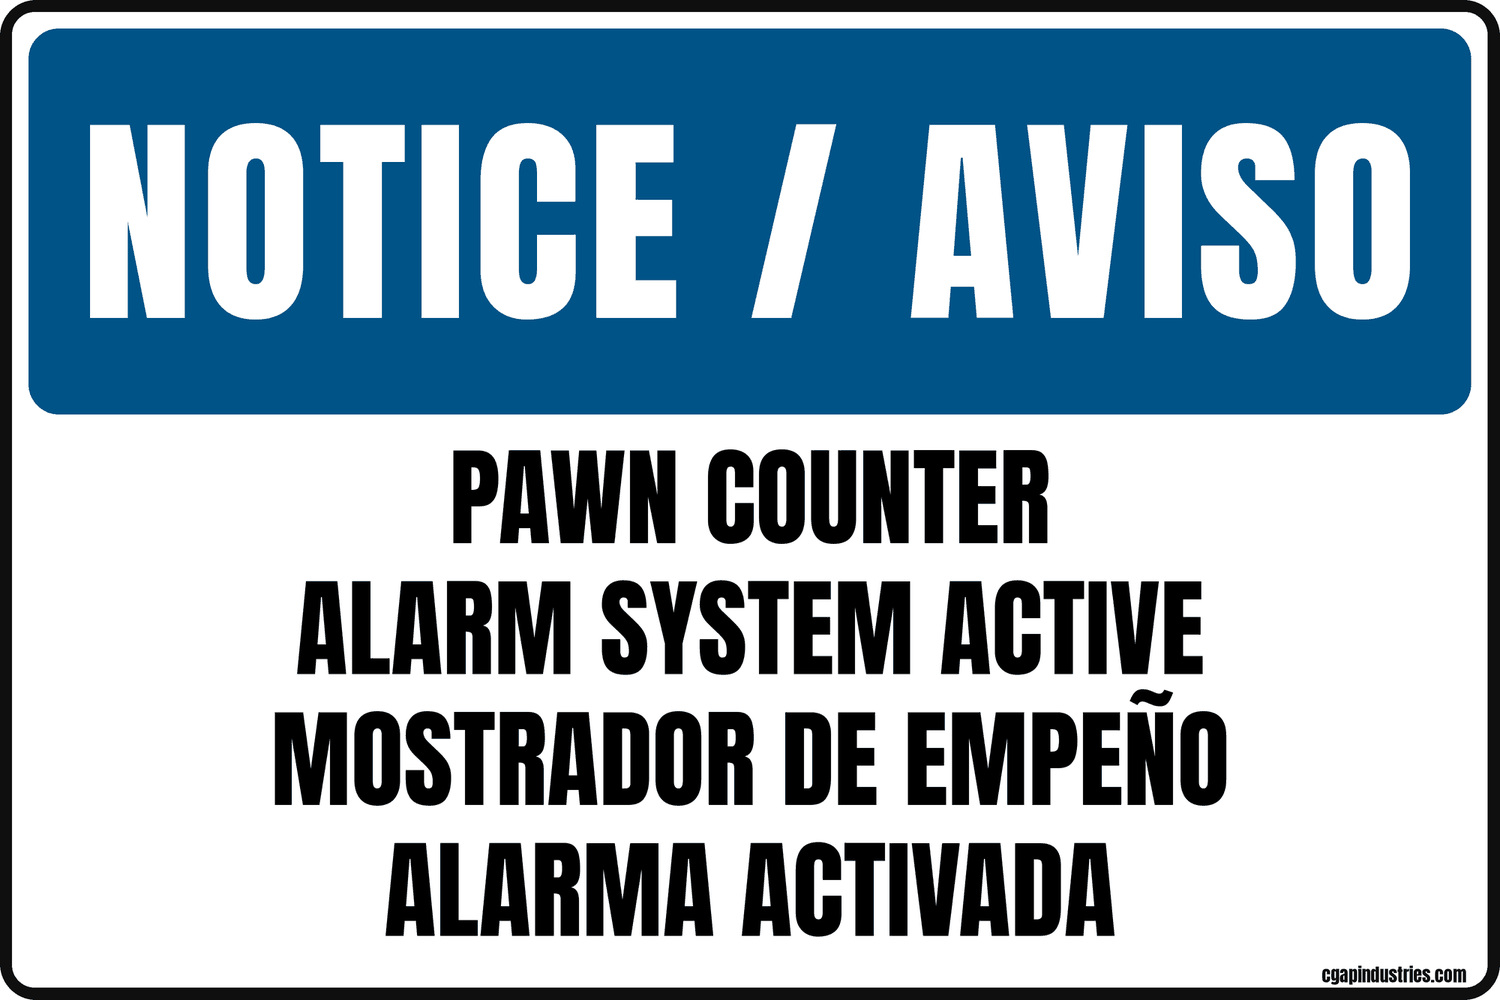 NOTICE / AVISO
PAWN COUNTER
ALARM SYSTEM ACTIVE
MOSTRADOR DE EMPEÑO
ALARMA ACTIVADA
cgapindustries.com